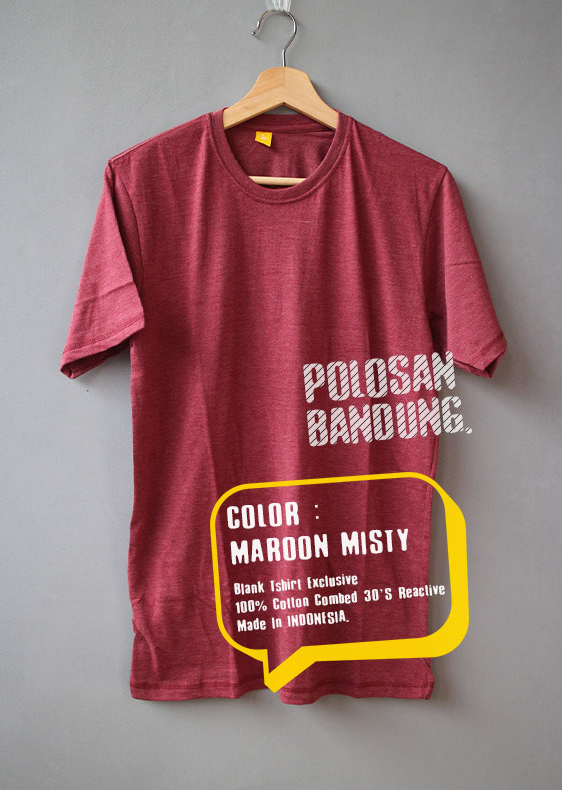 L
POLOSAN
BANDUNG.
COLOR :
MAROON MISTY
Blank Tshirt Exclusive
100% Cotton Combed 30'S Reactive
Made In INDONESIA.